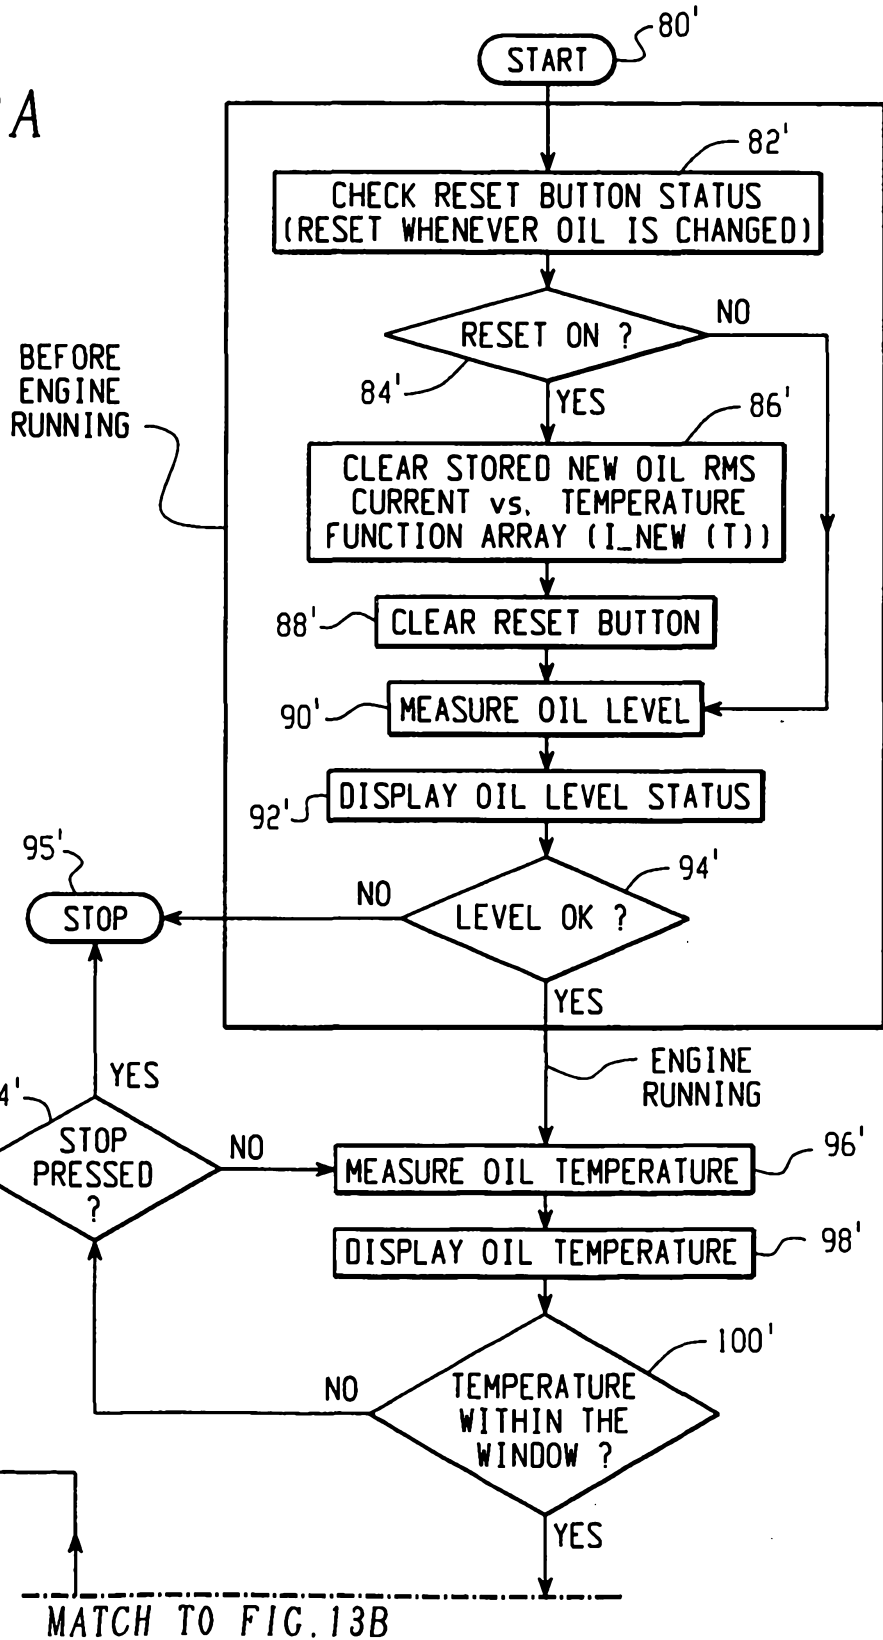 80'
START
A
82'
CHECK RESET BUTTON STATUS
(RESET WHENEVER OIL IS CHANGED)
NO
RESET ON ?
84'
YES
BEFORE
ENGINE
RUNNING
86'
CLEAR STORED NEW OIL RMS
CURRENT vs. TEMPERATURE
FUNCTION ARRAY (I_NEW (T))
88'
CLEAR RESET BUTTON
90'
MEASURE OIL LEVEL
92'
DISPLAY OIL LEVEL STATUS
95'
94'
NO
STOP
LEVEL OK ?
YES
ENGINE
RUNNING
YES
4'
STOP
PRESSED
?
NO
MEASURE OIL TEMPERATURE
96'
DISPLAY OIL TEMPERATURE
98'
100'
NO
TEMPERATURE
WITHIN THE
WINDOW ?
YES
MATCH TO FIG.13B